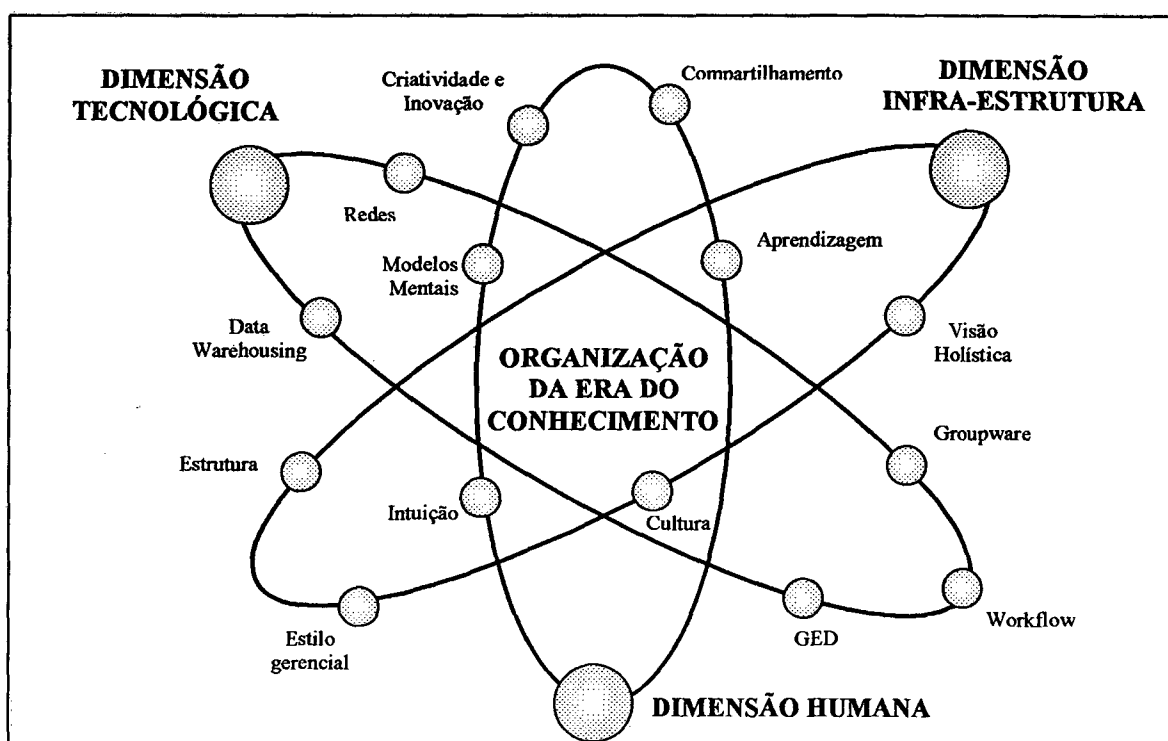 DIMENSÃO
TECNOLÓGICA
Criatividade e
Inovação
Compartilhamento
DIMENSÃO
INFRA-ESTRUTURA
Redes
Modelos
Mentais
Aprendizagem
Data
Warehousing
Visão
Holística
ORGANIZAÇÃO
DA ERA DO
CONHECIMENTO
Estrutura
Groupware
Intuição
Cultura
Estilo
gerencial
GED
Workflow
DIMENSÃO HUMANA